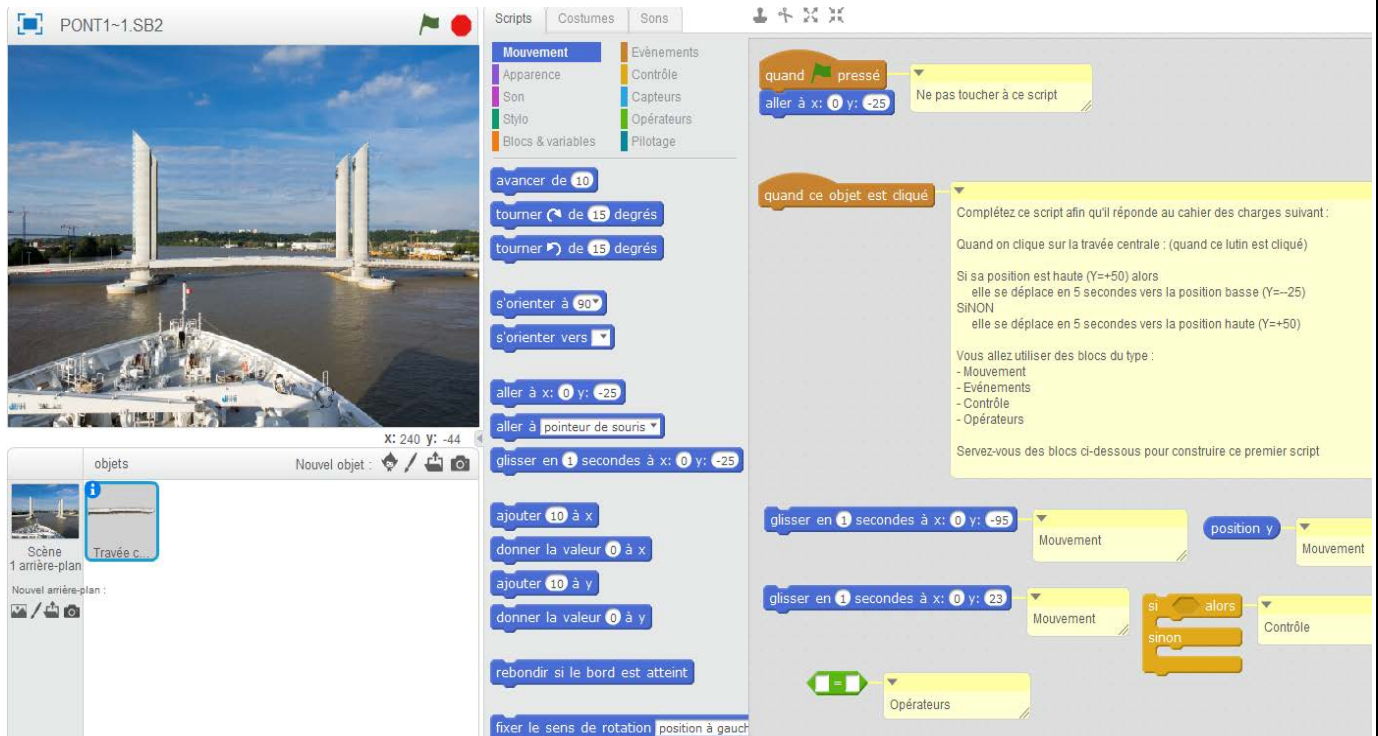 PONT1~1.SB2
x: 240 y: -44
objets
Nouvel objet :
Scène
1 arrière-plan
Travée c...
Nouvel arrière-plan :
Scripts Costumes Sons
Mouvement Evènements
Apparence Contrôle
Son Capteurs
Stylo Opérateurs
Blocs & variables Pilotage
avancer de 10
tourner de 15 degrés
tourner de 15 degrés
s'orienter à 90
s'orienter vers
aller à x: 0 y: -25
aller à pointeur de souris
glisser en 1 secondes à x: 0 y: -25
ajouter 10 à x
donner la valeur 0 à x
ajouter 10 à y
donner la valeur 0 à y
rebondir si le bord est atteint
fixer le sens de rotation position à gauch
quand pressé
aller à x: 0 y: -25
Ne pas toucher à ce script
quand ce objet est cliqué
Complétez ce script afin qu'il réponde au cahier des charges suivant :
Quand on clique sur la travée centrale : (quand ce lutin est cliqué)
Si sa position est haute (Y=+50) alors
elle se déplace en 5 secondes vers la position basse (Y=--25)
SiNON
elle se déplace en 5 secondes vers la position haute (Y=+50)
Vous allez utiliser des blocs du type :
- Mouvement
- Evénements
- Contrôle
- Opérateurs
Servez-vous des blocs ci-dessous pour construire ce premier script
glisser en 1 secondes à x: 0 y: -95
Mouvement
position y
Mouvement
glisser en 1 secondes à x: 0 y: 23
Mouvement
si alors
sinon
Contrôle
=
Opérateurs